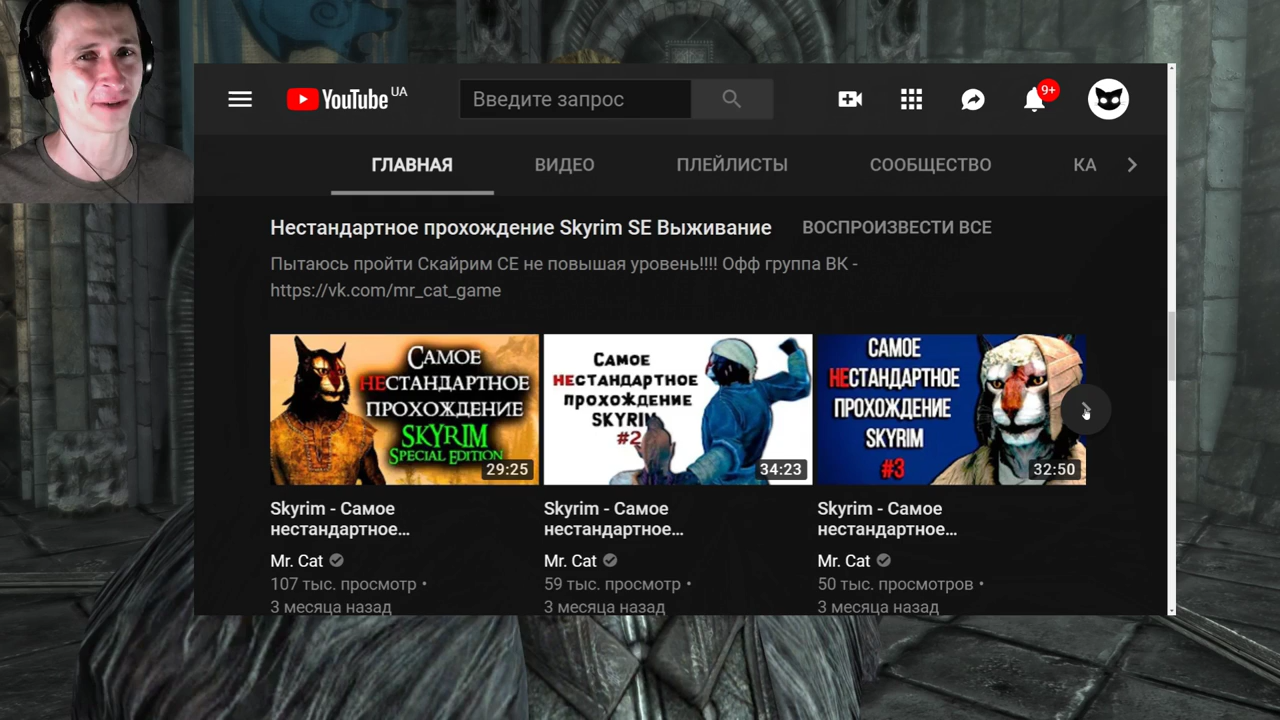 YouTube UA
Введите запрос
9+
ГЛАВНАЯ
ВИДЕО
ПЛЕЙЛИСТЫ
СООБЩЕСТВО
КА
Нестандартное прохождение Skyrim SE Выживание
ВОСПРОИЗВЕСТИ ВСЕ
Пытаюсь пройти Скайрим СЕ не повышая уровень!!!! Офф группа ВК -
https://vk.com/mr_cat_game
САМОЕ
НЕСТАНДАРТНОЕ
ПРОХОЖДЕНИЕ
SKYRIM
SPECIAL EDITION
29:25
САМОЕ
НЕСТАНДАРТНОЕ
ПРОХОЖДЕНИЕ
SKYRIM
#2
34:23
САМОЕ
НЕСТАНДАРТНОЕ
ПРОХОЖДЕНИЕ
SKYRIM
#3
32:50
Skyrim - Самое
нестандартное...
Mr. Cat
107 тыс. просмотр •
3 месяца назад
Skyrim - Самое
нестандартное...
Mr. Cat
59 тыс. просмотр •
3 месяца назад
Skyrim - Самое
нестандартное...
Mr. Cat
50 тыс. просмотров •
3 месяца назад